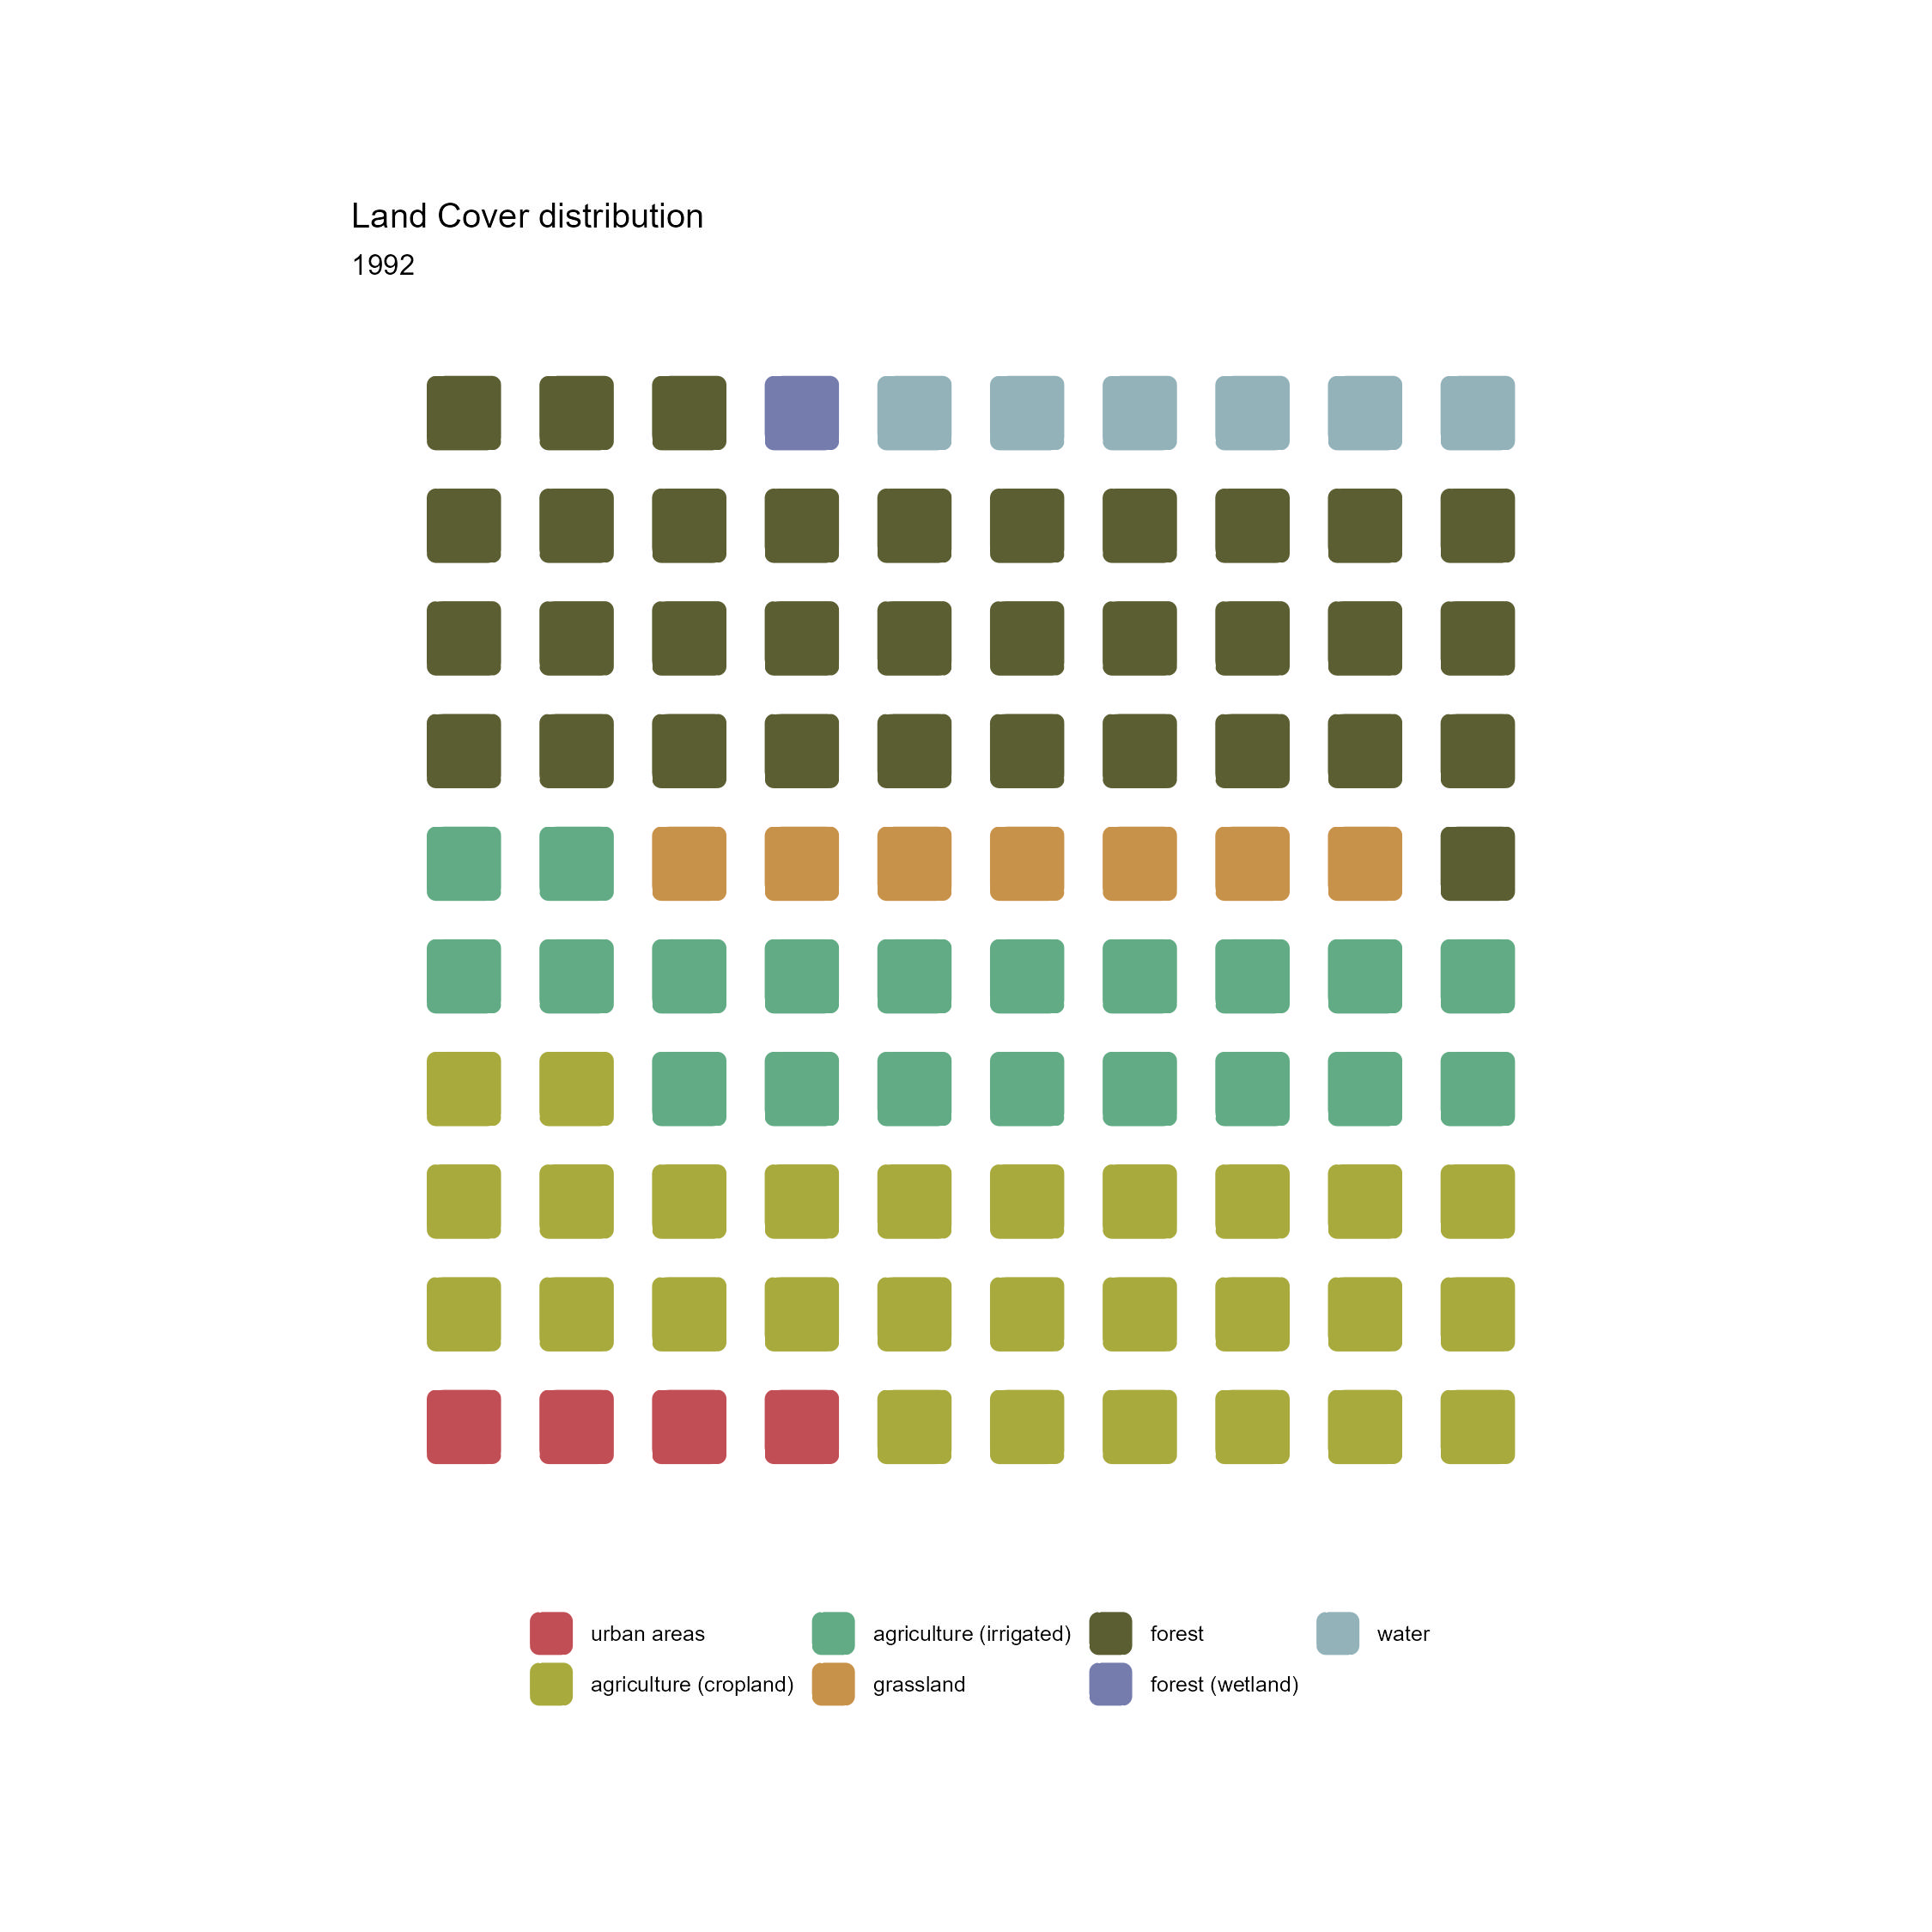 Land Cover distribution
1992
urban areas agriculture (irrigated) forest water
agriculture (cropland) grassland forest (wetland)